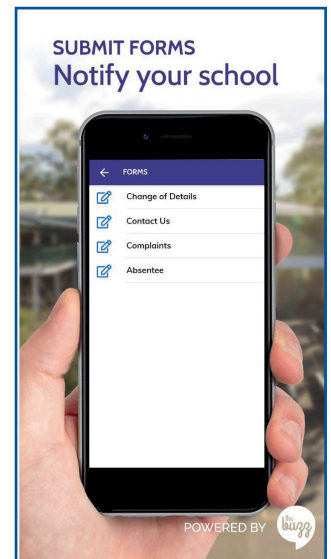 SUBMIT FORMS
Notify your school
FORMS
Change of Details
Contact Us
Complaints
Absentee
POWERED BY
the
buzz